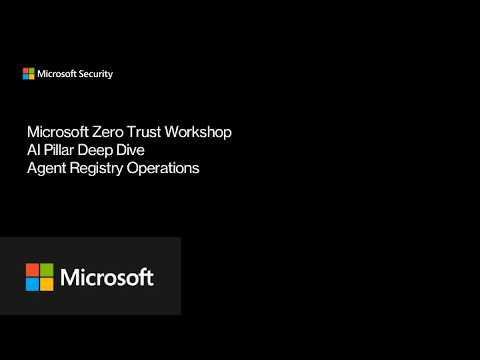 Microsoft Security
Microsoft Zero Trust Workshop
AI Pillar Deep Dive
Agent Registry Operations
Microsoft